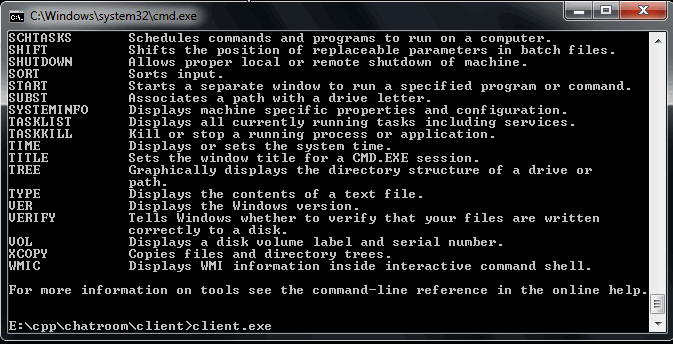 C:\Windows\system32\cmd.exe
SCHTASKS Schedules commands and programs to run on a computer.
SHIFT Shifts the position of replaceable parameters in batch files.
SHUTDOWN Allows proper local or remote shutdown of machine.
SORT Sorts input.
START Starts a separate window to run a specified program or command.
SUBST Associates a path with a drive letter.
SYSTEMINFO Displays machine specific properties and configuration.
TASKLIST Displays all currently running tasks including services.
TASKKILL Kill or stop a running process or application.
TIME Displays or sets the system time.
TITLE Sets the window title for a CMD.EXE session.
TREE Graphically displays the directory structure of a drive or
path.
TYPE Displays the contents of a text file.
VER Displays the Windows version.
VERIFY Tells Windows whether to verify that your files are written
correctly to a disk.
VOL Displays a disk volume label and serial number.
XCOPY Copies files and directory trees.
WMIC Displays WMI information inside interactive command shell.
For more information on tools see the command-line reference in the online help.
E:\cpp\chatroom\client>client.exe